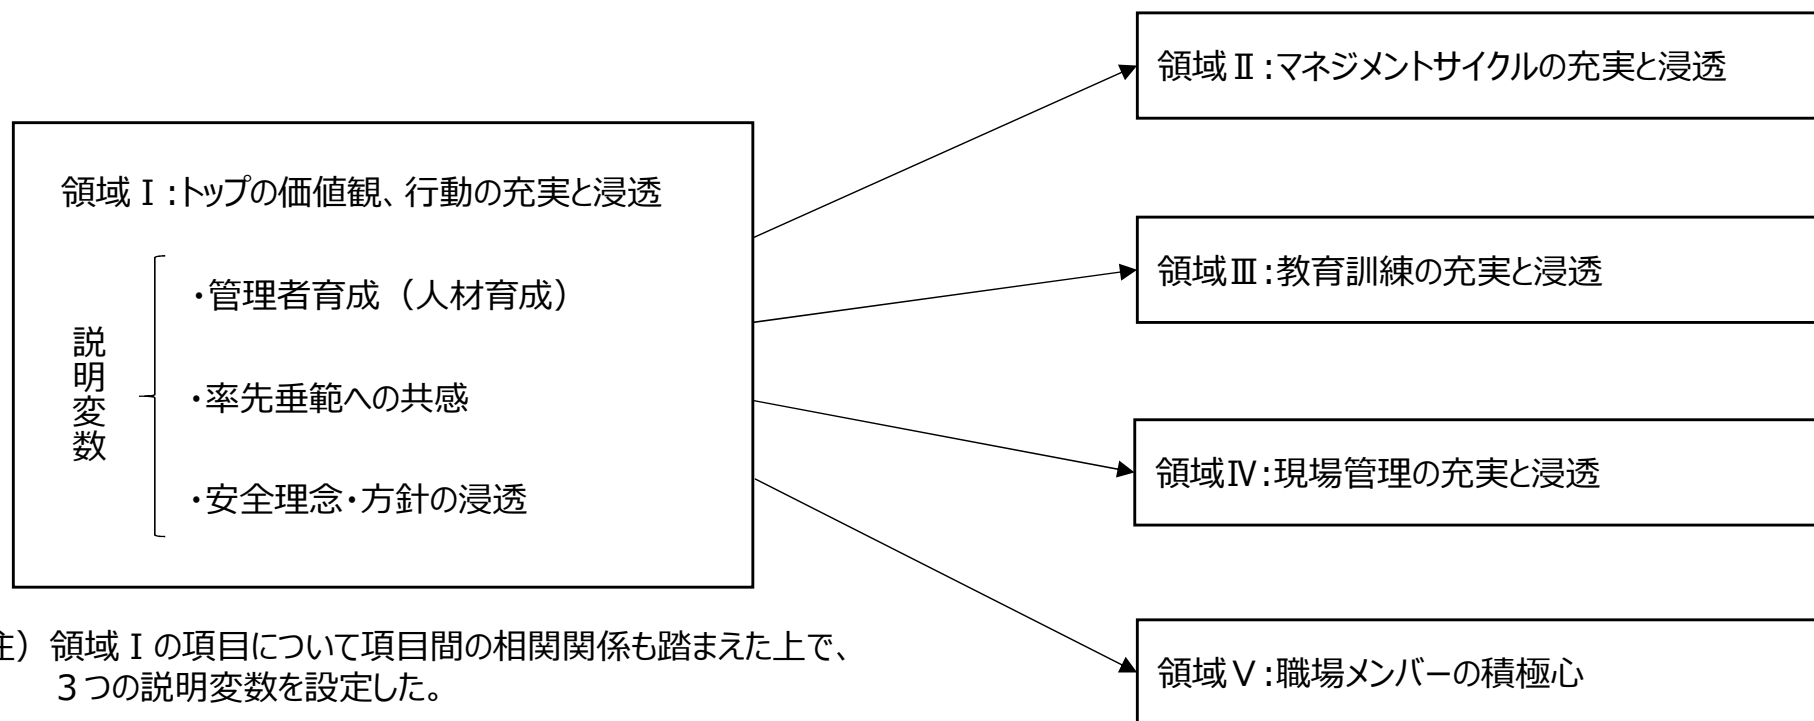 領域Ⅰ:トップの価値観、行動の充実と浸透
説明変数
・管理者育成（人材育成）
・率先垂範への共感
・安全理念・方針の浸透
領域Ⅱ:マネジメントサイクルの充実と浸透
領域Ⅲ:教育訓練の充実と浸透
領域Ⅳ:現場管理の充実と浸透
領域Ⅴ:職場メンバーの積極心
注）領域Ⅰの項目について項目間の相関関係も踏まえた上で、
３つの説明変数を設定した。